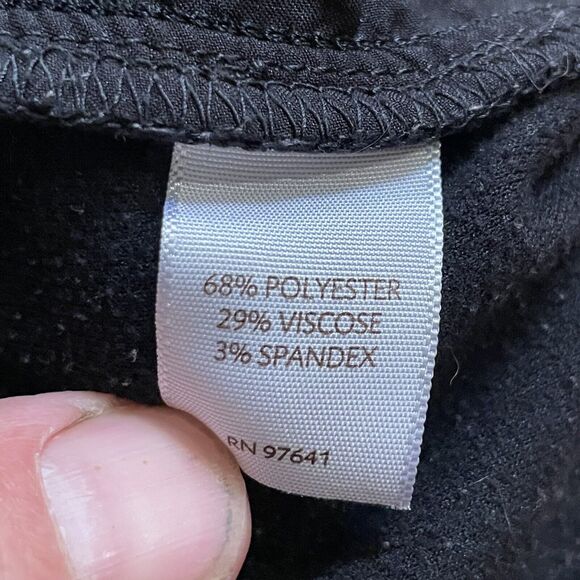 68% POLYESTER
29% VISCOSE
3% SPANDEX
RN 97641